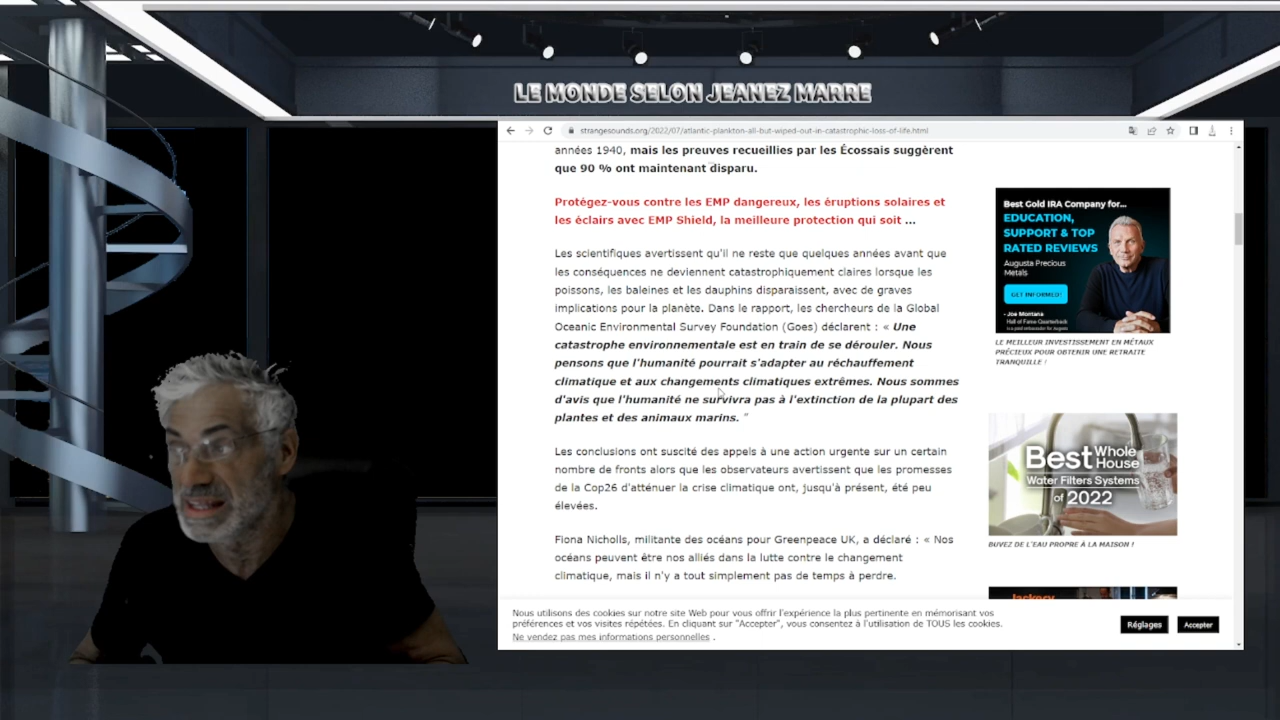 LE MONDE SELON JEANEZ MARRE
strangesounds.org/2022/07/atlantic-plankton-all-but-wiped-out-in-catastrophic-loss-of-life.html
années 1940, mais les preuves recueillies par les Écossais suggèrent
que 90 % ont maintenant disparu.
Protégez-vous contre les EMP dangereux, les éruptions solaires et
les éclairs avec EMP Shield, la meilleure protection qui soit ...
Les scientifiques avertissent qu'il ne reste que quelques années avant que
les conséquences ne deviennent catastrophiquement claires lorsque les
poissons, les baleines et les dauphins disparaissent, avec de graves
implications pour la planète. Dans le rapport, les chercheurs de la Global
Oceanic Environmental Survey Foundation (Goes) déclarent : « Une
catastrophe environnementale est en train de se dérouler. Nous
pensons que l'humanité pourrait s'adapter au réchauffement
climatique et aux changements climatiques extrêmes. Nous sommes
d'avis que l'humanité ne survivra pas à l'extinction de la plupart des
plantes et des animaux marins. "
Les conclusions ont suscité des appels à une action urgente sur un certain
nombre de fronts alors que les observateurs avertissent que les promesses
de la Cop26 d'atténuer la crise climatique ont, jusqu'à présent, été peu
élevées.
Fiona Nicholls, militante des océans pour Greenpeace UK, a déclaré : « Nos
océans peuvent être nos alliés dans la lutte contre le changement
climatique, mais il n'y a tout simplement pas de temps à perdre.
Best Gold IRA Company for...
EDUCATION,
SUPPORT & TOP
RATED REVIEWS
Augusta Precious
Metals
GET INFORMED!
- Joe Montana
Hall of Fame Quarterback
is a paid ambassador for Augusta
LE MEILLEUR INVESTISSEMENT EN MÉTAUX
PRÉCIEUX POUR OBTENIR UNE RETRAITE
TRANQUILLE !
Best Whole House
Water Filters Systems
of 2022
BUVEZ DE L'EAU PROPRE À LA MAISON !
Jackery
Nous utilisons des cookies sur notre site Web pour vous offrir l'expérience la plus pertinente en mémorisant vos
préférences et vos visites répétées. En cliquant sur "Accepter", vous consentez à l'utilisation de TOUS les cookies.
Ne vendez pas mes informations personnelles .
Réglages
Accepter